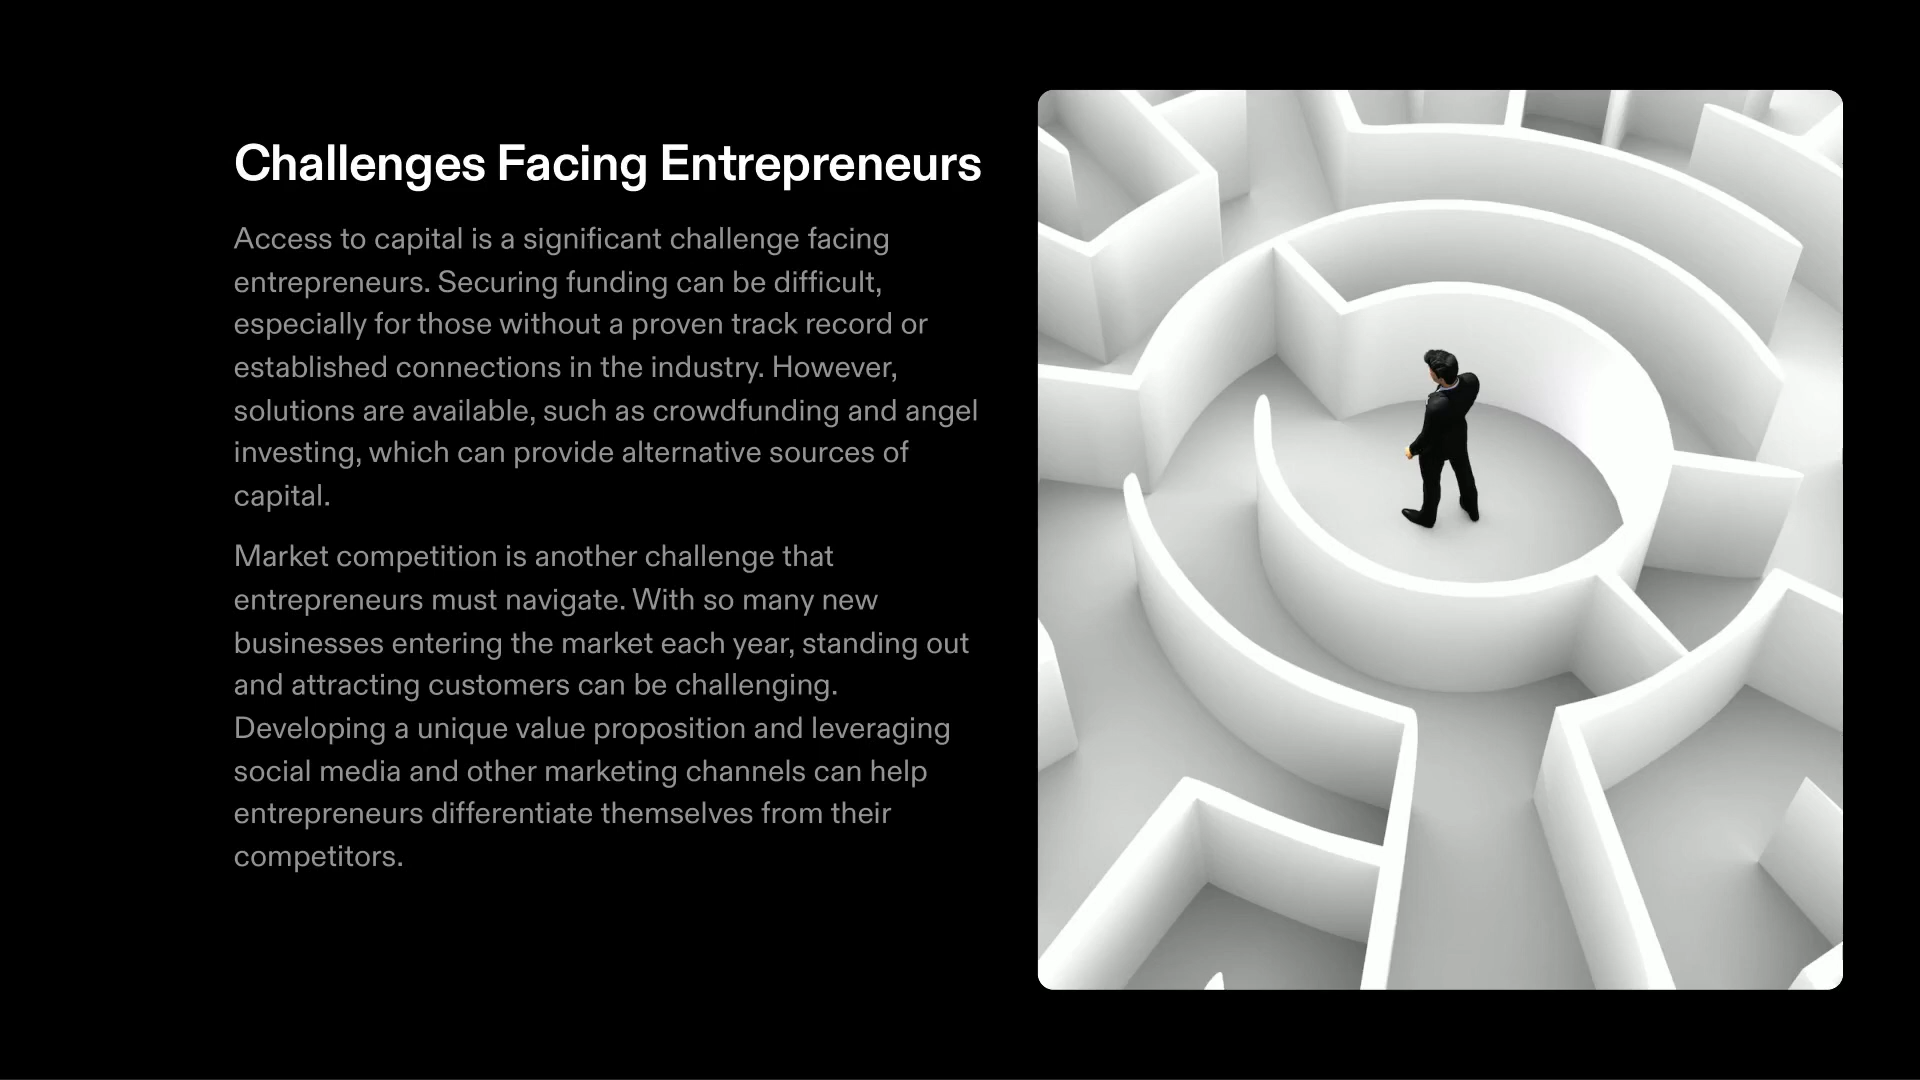 Challenges Facing Entrepreneurs
Access to capital is a significant challenge facing
entrepreneurs. Securing funding can be difficult,
especially for those without a proven track record or
established connections in the industry. However,
solutions are available, such as crowdfunding and angel
investing, which can provide alternative sources of
capital.
Market competition is another challenge that
entrepreneurs must navigate. With so many new
businesses entering the market each year, standing out
and attracting customers can be challenging.
Developing a unique value proposition and leveraging
social media and other marketing channels can help
entrepreneurs differentiate themselves from their
competitors.